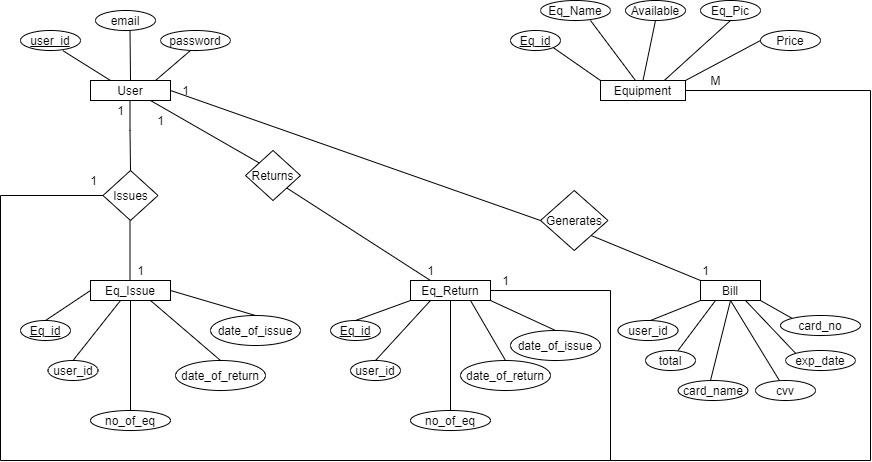 Eq_Name
Available
Eq_Pic
email
user_id
password
Eq_id
Price
User
1
Equipment
M
1
1
1
Issues
Returns
Generates
1
Eq_Issue
1
Eq_Return
1
1
Bill
Eq_id
date_of_issue
Eq_id
date_of_issue
user_id
card_no
user_id
date_of_return
user_id
date_of_return
total
exp_date
no_of_eq
no_of_eq
card_name
cvv